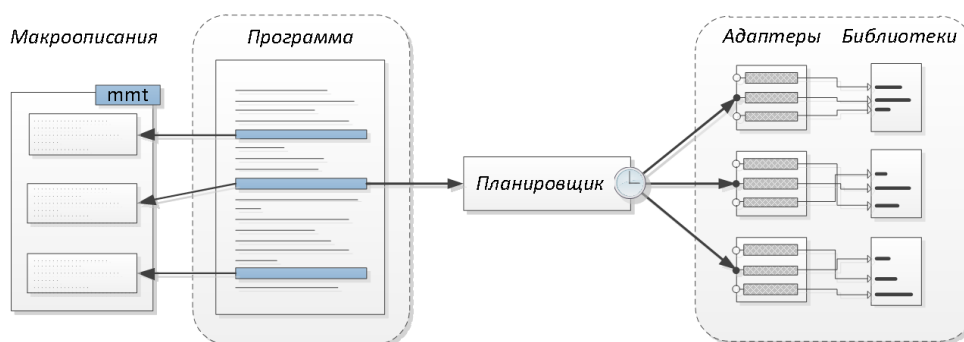 Макроописания
Программа
Адаптеры
Библиотеки
mmt
Планировщик